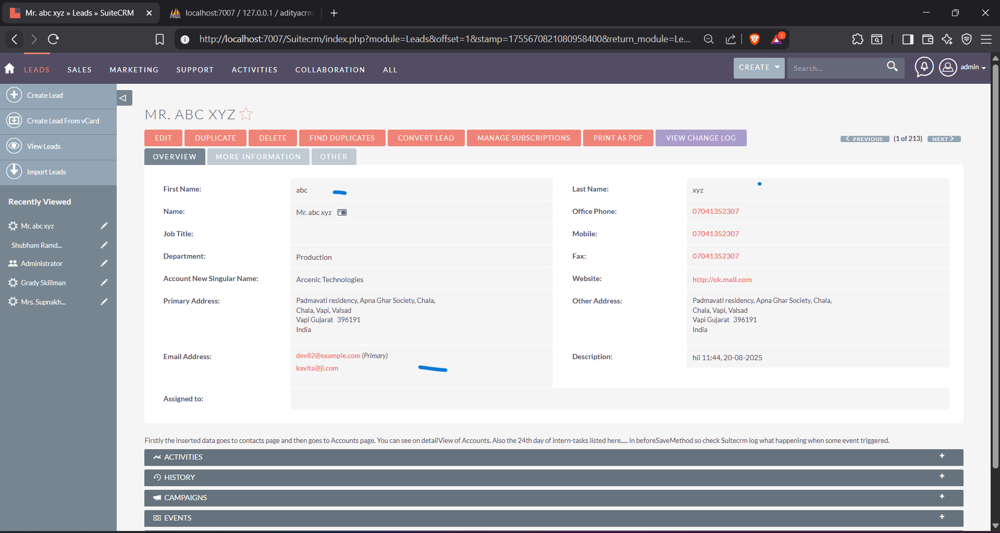 Mr. abc xyz » Leads » SuiteCRM
localhost:7007 / 127.0.0.1 / adityacrm
http://localhost:7007/Suitecrm/index.php?module=Leads&offset=1&stamp=1755670821080958400&return_module=Le...
1
LEADS SALES MARKETING SUPPORT ACTIVITIES COLLABORATION ALL
CREATE
Search...
admin
Create Lead
Create Lead From vCard
View Leads
Import Leads
Recently Viewed
Mr. abc xyz
Shubham Ramd...
Administrator
Grady Skillman
Mrs. Supnakh...
MR. ABC XYZ
EDIT DUPLICATE DELETE FIND DUPLICATES CONVERT LEAD MANAGE SUBSCRIPTIONS PRINT AS PDF VIEW CHANGE LOG
PREVIOUS (1 of 213) NEXT
OVERVIEW MORE INFORMATION OTHER
First Name: abc
Last Name: xyz
Name: Mr. abc xyz
Office Phone: 07041352307
Job Title:
Mobile: 07041352307
Department: Production
Fax: 07041352307
Account New Singular Name: Arcenic Technologies
Website: http://ok.mail.com
Primary Address: Padmavati residency, Apna Ghar Society, Chala,
Chala, Vapi, Valsad
Vapi Gujarat 396191
India
Other Address: Padmavati residency, Apna Ghar Society, Chala,
Chala, Vapi, Valsad
Vapi Gujarat 396191
India
Email Address: dev82@example.com (Primary)
kavita@ji.com
Description: hii 11:44, 20-08-2025
Assigned to:
Firstly the inserted data goes to contacts page and then goes to Accounts page. You can see on detailView of Accounts. Also the 24th day of intern-tasks listed here..... in beforeSaveMethod so check Suitecrm log what happening when some event triggered.
ACTIVITIES +
HISTORY +
CAMPAIGNS +
EVENTS +